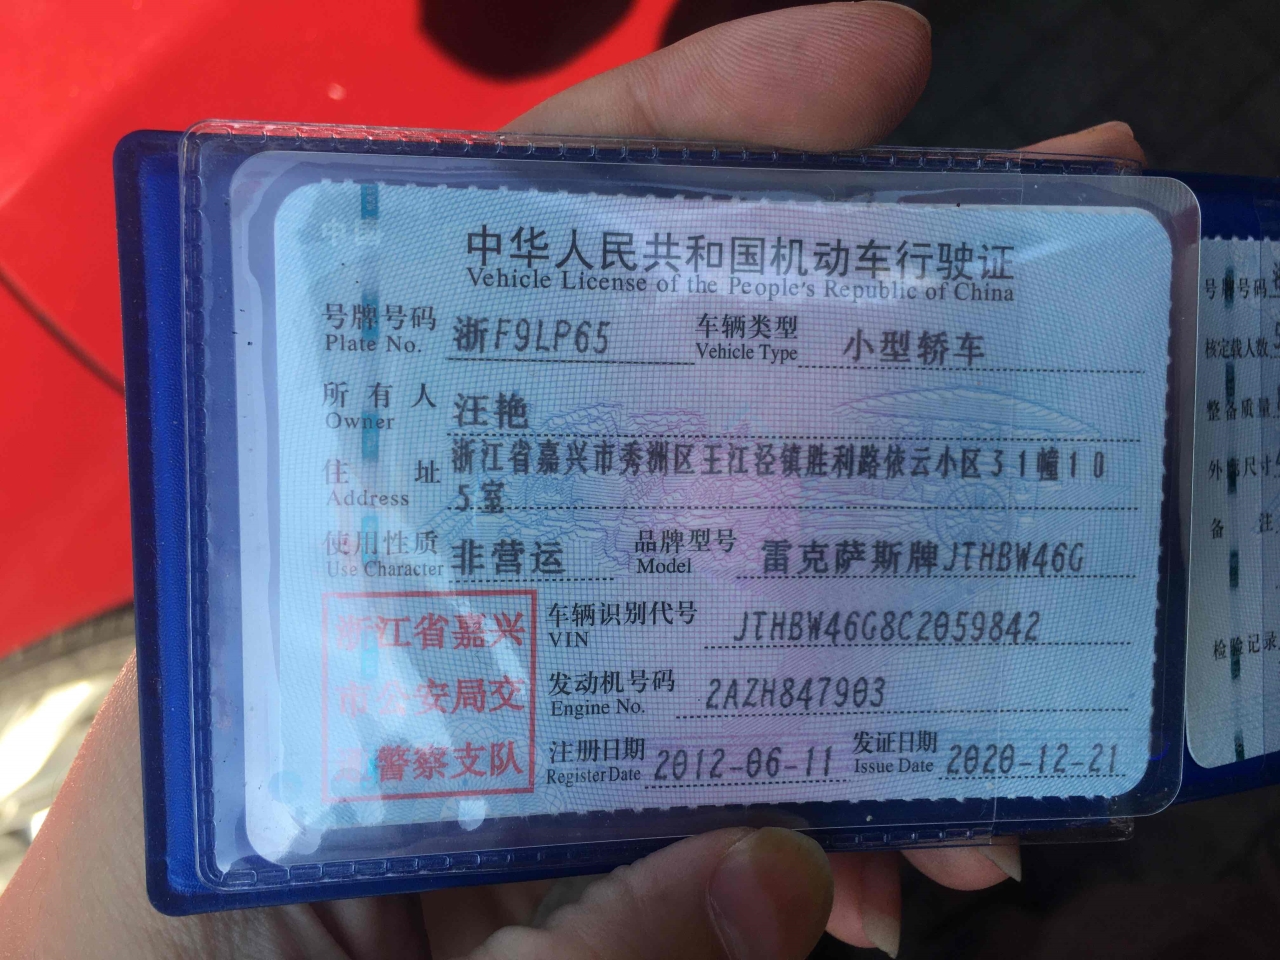 中华人民共和国机动车行驶证
Vehicle License of the People's Republic of China
号牌号码 浙F9LP65 车辆类型 小型轿车
Plate No. Vehicle Type
所有人 汪艳
Owner
住址 浙江省嘉兴市秀洲区王江泾镇胜利路依云小区31幢10
Address 5室
使用性质 非营运 品牌型号 雷克萨斯牌JTHBW46G
Use Character Model
浙江省嘉兴
市公安局交
通警察支队
车辆识别代号 JTHBW46G8C2059842
VIN
发动机号码 2AZH847903
Engine No.
注册日期 2012-06-11 发证日期 2020-12-21
Register Date Issue Date
号牌号码
核定载人数
整备质量
外廓尺寸
备注
检验记录